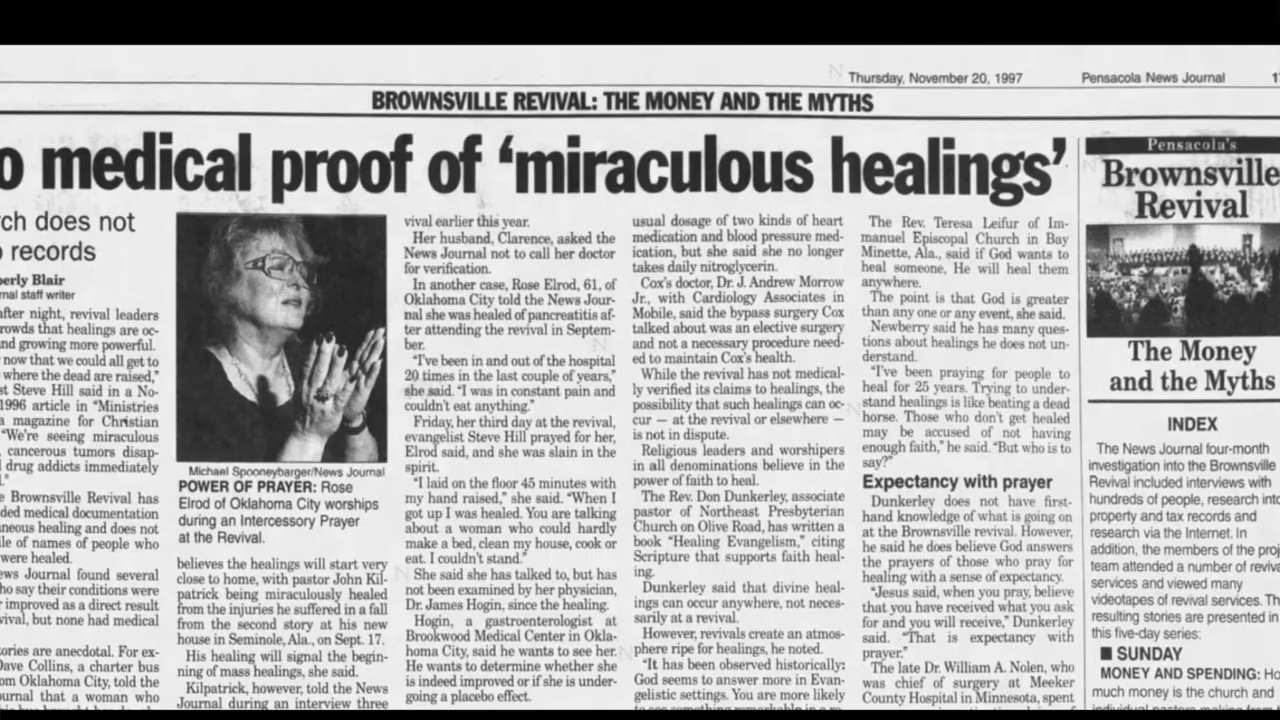 Thursday, November 20, 1997
Pensacola News Journal
BROWNSVILLE REVIVAL: THE MONEY AND THE MYTHS
o medical proof of ‘miraculous healings’
rch does not
records
berly Blair
nal staff writer
after night, revival leaders
rowds that healings are oc-
and growing more powerful.
now that we could all get to
where the dead are raised,”
st Steve Hill said in a No-
1996 article in “Ministries
a magazine for Christian
“We’re seeing miraculous
cancerous tumors disap-
drug addicts immediately
e Brownsville Revival has
ded medical documentation
neous healing and does not
ile of names of people who
were healed.
ews Journal found several
ho say their conditions were
r improved as a direct result
vival, but none had medical
tories are anecdotal. For ex-
Dave Collins, a charter bus
om Oklahoma City, told the
ournal that a woman who
Michael Spooneybarger/News Journal
POWER OF PRAYER: Rose
Elrod of Oklahoma City worships
during an Intercessory Prayer
at the Revival.
believes the healings will start very
close to home, with pastor John Kil-
patrick being miraculously healed
from the injuries he suffered in a fall
from the second story at his new
house in Seminole, Ala., on Sept. 17.
His healing will signal the begin-
ning of mass healings, she said.
Kilpatrick, however, told the News
Journal during an interview three
vival earlier this year.
Her husband, Clarence, asked the
News Journal not to call her doctor
for verification.
In another case, Rose Elrod, 61, of
Oklahoma City told the News Jour-
nal she was healed of pancreatitis af-
ter attending the revival in Septem-
ber.
“I’ve been in and out of the hospital
20 times in the last couple of years,”
she said. “I was in constant pain and
couldn’t eat anything.”
Friday, her third day at the revival,
evangelist Steve Hill prayed for her,
Elrod said, and she was slain in the
spirit.
“I laid on the floor 45 minutes with
my hand raised,” she said. “When I
got up I was healed. You are talking
about a woman who could hardly
make a bed, clean my house, cook or
eat. I couldn’t stand.”
She said she has talked to, but has
not been examined by her physician,
Dr. James Hogin, since the healing.
Hogin, a gastroenterologist at
Brookwood Medical Center in Okla-
homa City, said he wants to see her.
He wants to determine whether she
is indeed improved or if she is under-
going a placebo effect.
usual dosage of two kinds of heart
medication and blood pressure med-
ication, but she said she no longer
takes daily nitroglycerin.
Cox’s doctor, Dr. J. Andrew Morrow
Jr., with Cardiology Associates in
Mobile, said the bypass surgery Cox
talked about was an elective surgery
and not a necessary procedure need-
ed to maintain Cox’s health.
While the revival has not medical-
ly verified its claims to healings, the
possibility that such healings can oc-
cur — at the revival or elsewhere —
is not in dispute.
Religious leaders and worshipers
in all denominations believe in the
power of faith to heal.
The Rev. Don Dunkerley, associate
pastor of Northeast Presbyterian
Church on Olive Road, has written a
book “Healing Evangelism,” citing
Scripture that supports faith heal-
ing.
Dunkerley said that divine heal-
ings can occur anywhere, not neces-
sarily at a revival.
However, revivals create an atmos-
phere ripe for healings, he noted.
“It has been observed historically:
God seems to answer more in Evan-
gelistic settings. You are more likely
to see something remarkable in a re-
The Rev. Teresa Leifur of Im-
manuel Episcopal Church in Bay
Minette, Ala., said if God wants to
heal someone, He will heal them
anywhere.
The point is that God is greater
than any one or any event, she said.
Newberry said he has many ques-
tions about healings he does not un-
derstand.
“I’ve been praying for people to
heal for 25 years. Trying to under-
stand healings is like beating a dead
horse. Those who don’t get healed
may be accused of not having
enough faith,” he said. “But who is to
say?”
Expectancy with prayer
Dunkerley does not have first-
hand knowledge of what is going on
at the Brownsville revival. However,
he said he does believe God answers
the prayers of those who pray for
healing with a sense of expectancy.
“Jesus said, when you pray, believe
that you have received what you ask
for and you will receive,” Dunkerley
said. “That is expectancy with
prayer.”
The late Dr. William A. Nolen, who
was chief of surgery at Meeker
County Hospital in Minnesota, spent
Pensacola’s
Brownsville
Revival
The Money
and the Myths
INDEX
The News Journal four-month
investigation into the Brownsville
Revival included interviews with
hundreds of people, research into
property and tax records and
research via the Internet. In
addition, the members of the proj
team attended a number of reviva
services and viewed many
videotapes of revival services. Th
resulting stories are presented in
this five-day series:
■ SUNDAY
MONEY AND SPENDING: Ho
much money is the church and
individual pastors making from